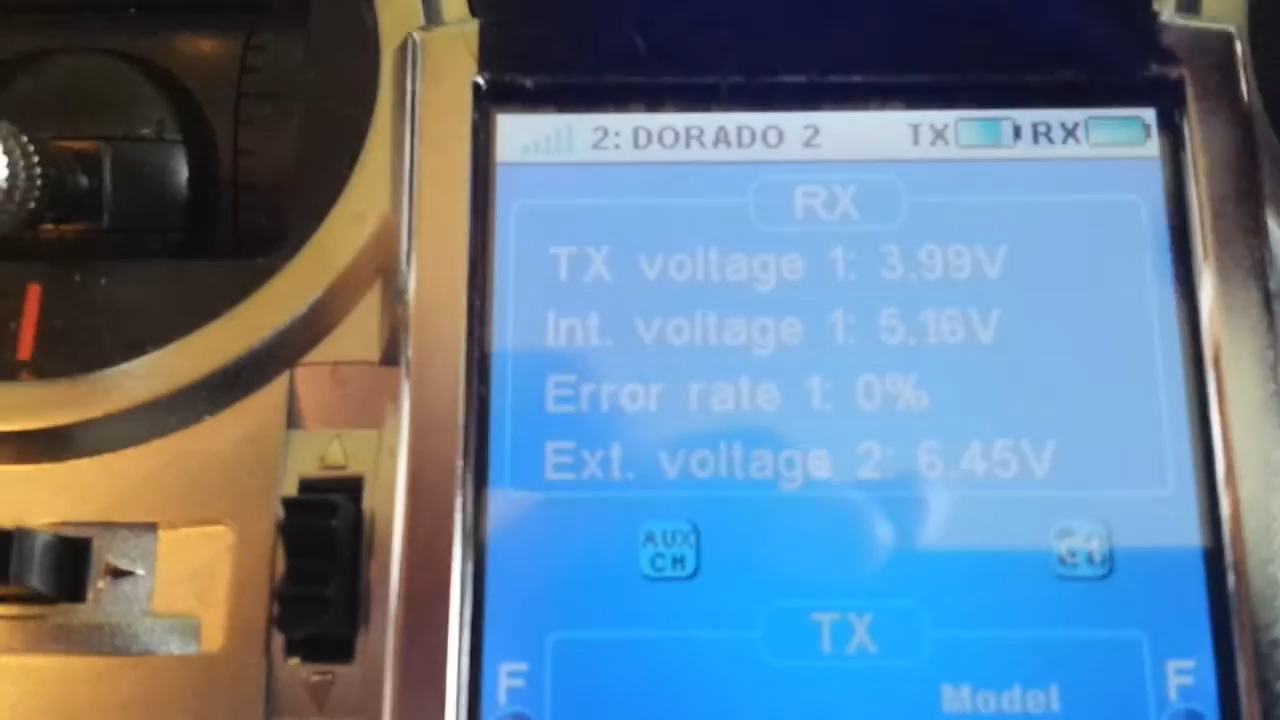 2: DORADO 2 TX RX
RX
TX voltage 1: 3.99V
Int. voltage 1: 5.16V
Error rate 1: 0%
Ext. voltage 2: 6.45V
AUX CH
TX
F F
Model